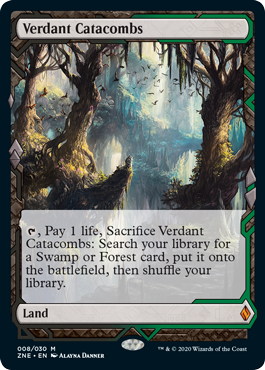 Verdant Catacombs
, Pay 1 life, Sacrifice Verdant
Catacombs: Search your library for
a Swamp or Forest card, put it onto
the battlefield, then shuffle your
library.
Land
008/030 M
ZNE • EN ALAYNA DANNER
™ & © 2020 Wizards of the Coast